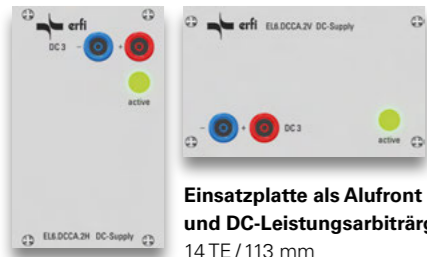 erfi
DC 3 - +
active
EL6.DCCA.2H DC-Supply
erfi EL6.DCCA.2V DC-Supply
- + DC 3
active
Einsatzplatte als Alufront
und DC-Leistungsarbiträrg
14 TE / 113 mm